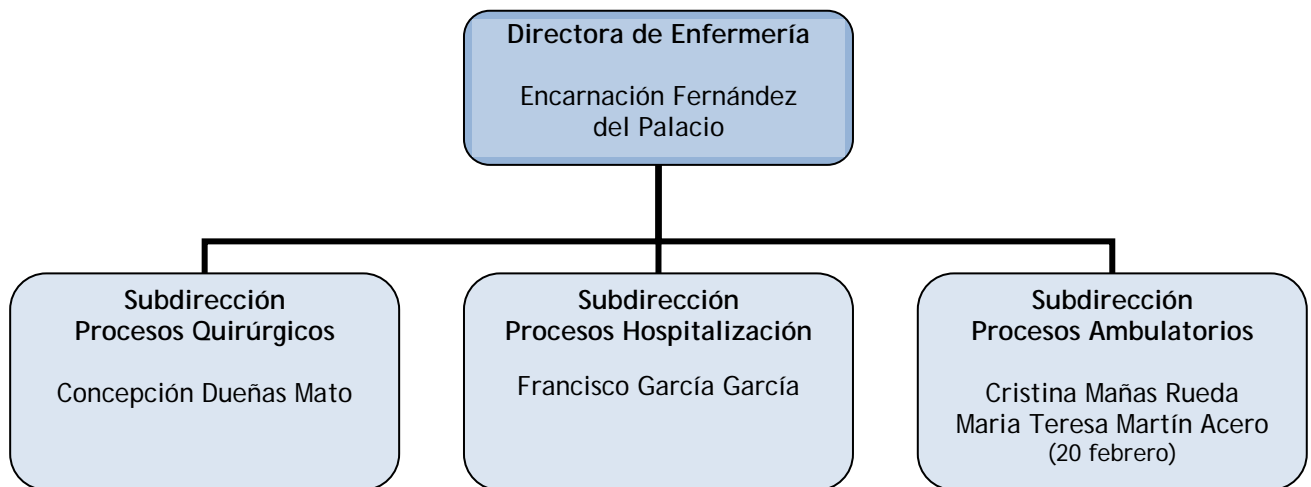 Directora de Enfermería
Encarnación Fernández
del Palacio
Subdirección
Procesos Quirúrgicos
Concepción Dueñas Mato
Subdirección
Procesos Hospitalización
Francisco García García
Subdirección
Procesos Ambulatorios
Cristina Mañas Rueda
Maria Teresa Martín Acero
(20 febrero)